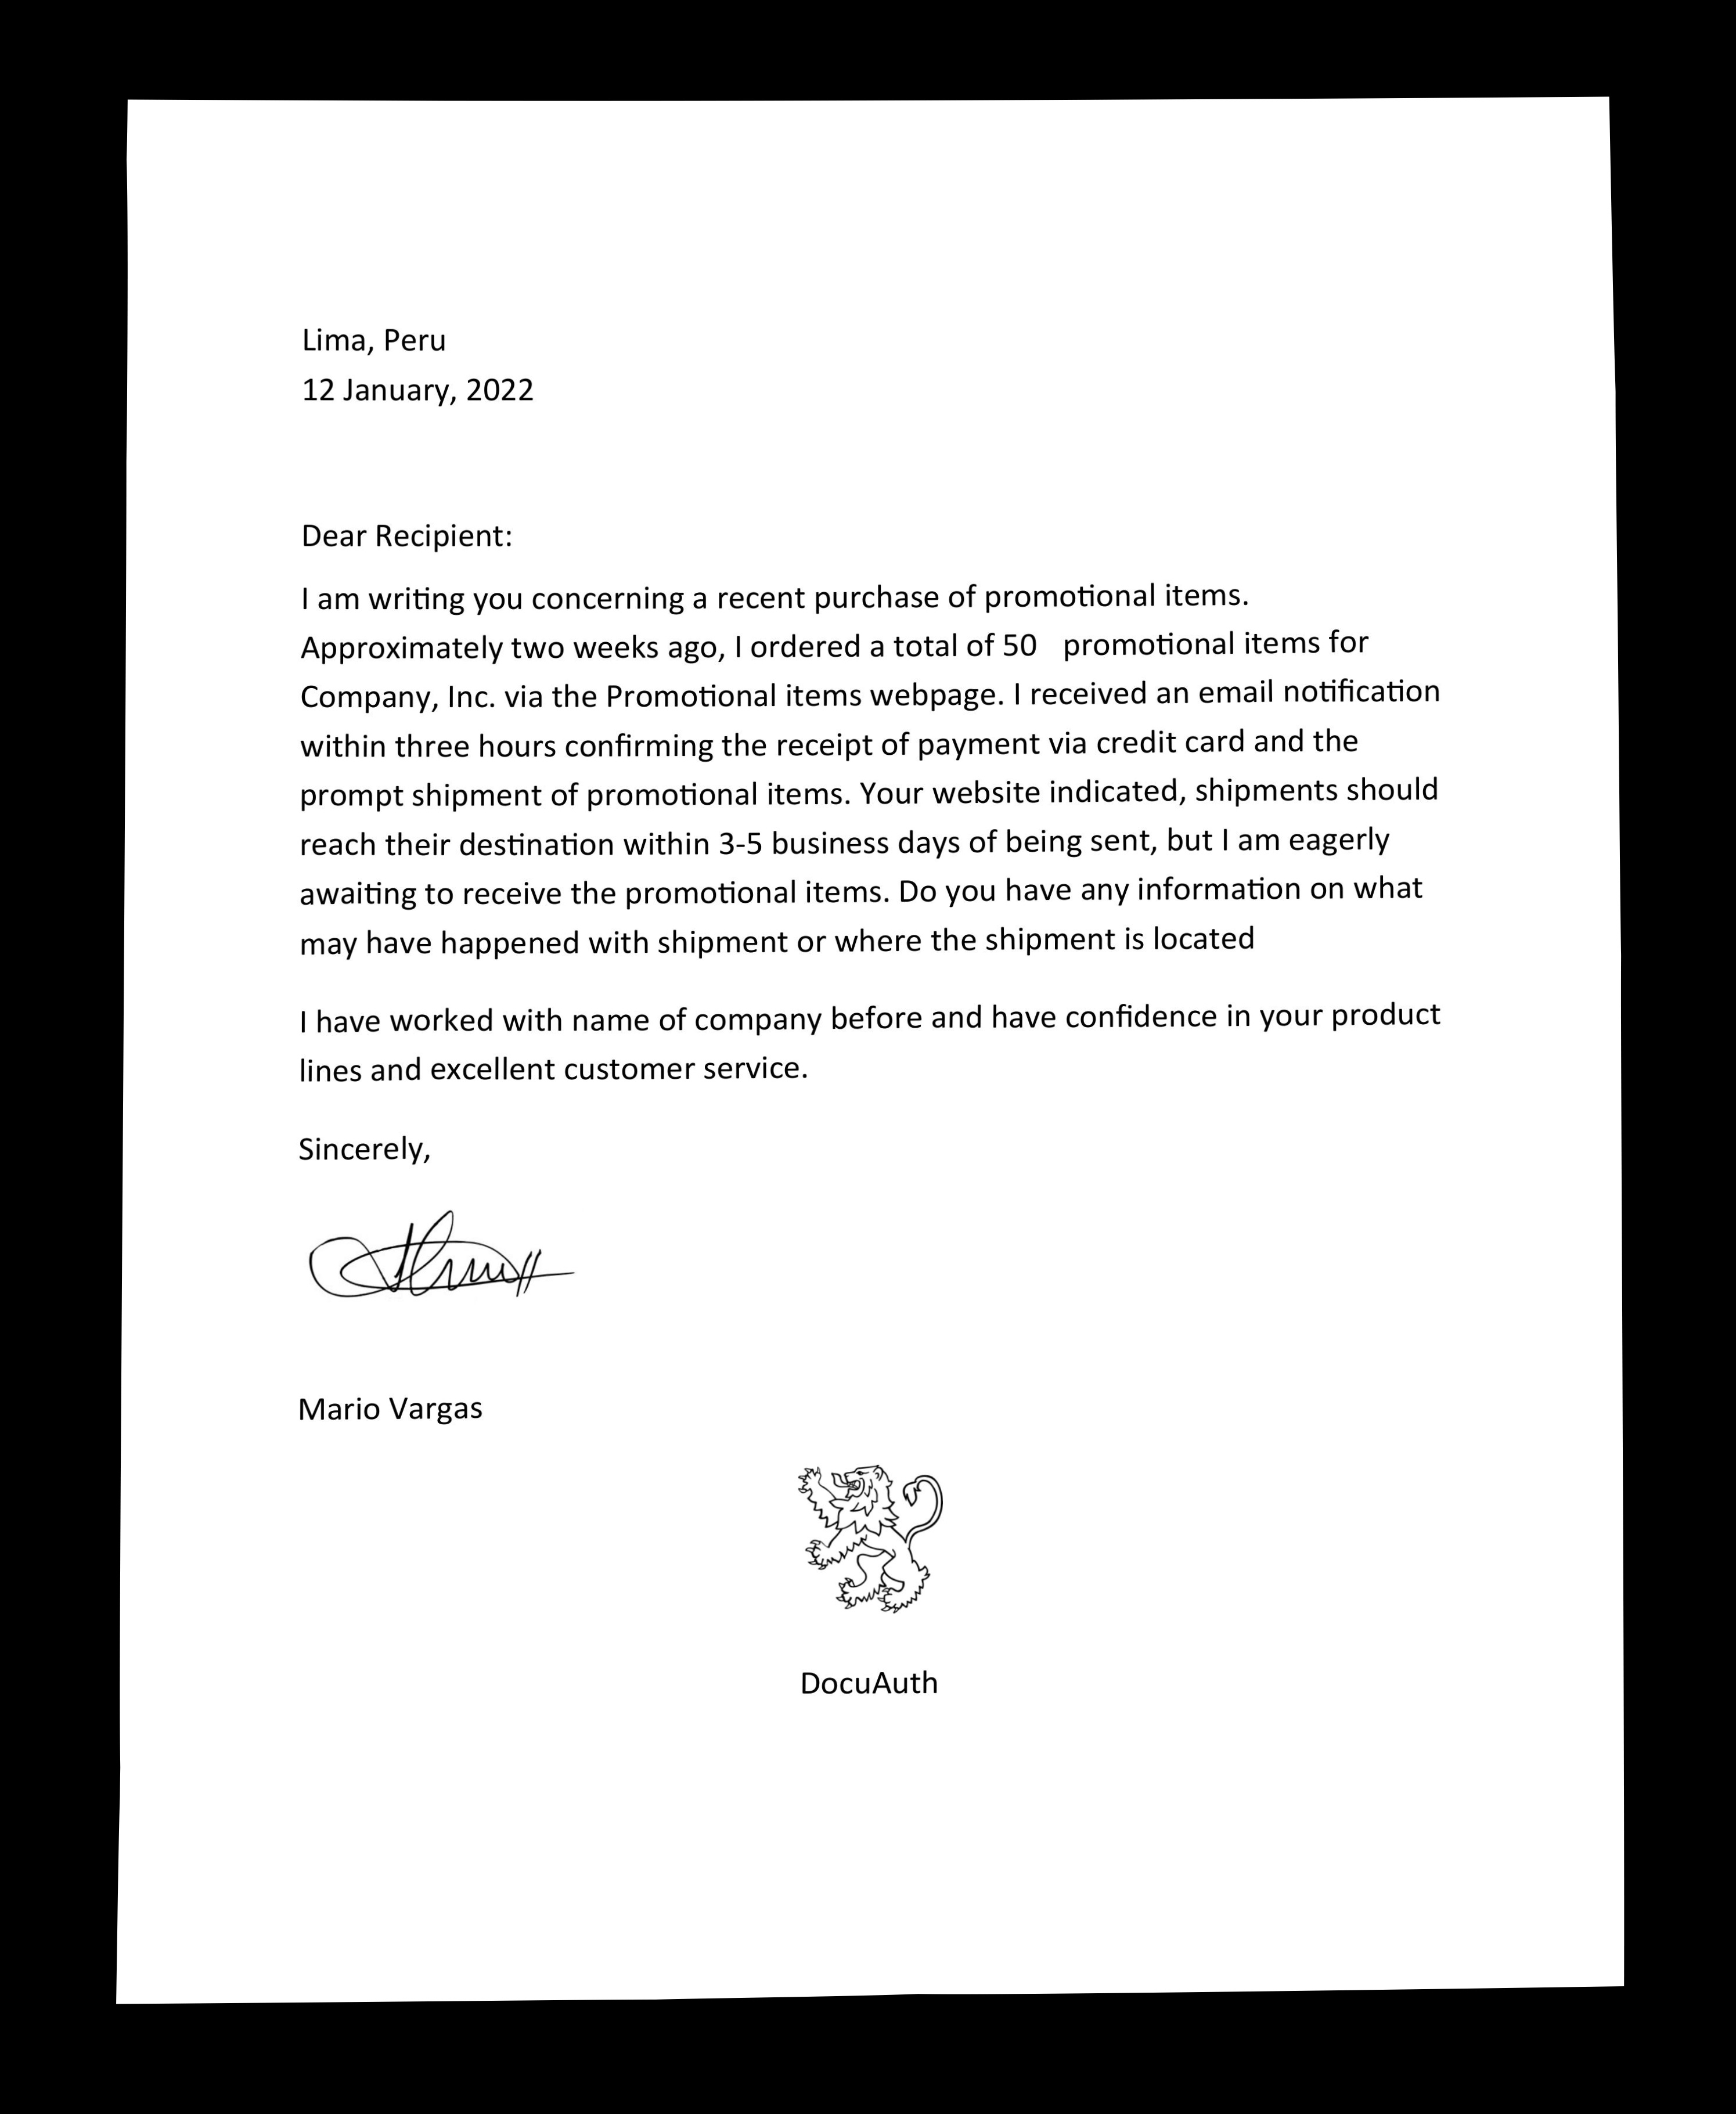 Lima, Peru
12 January, 2022
Dear Recipient:
I am writing you concerning a recent purchase of promotional items.
Approximately two weeks ago, I ordered a total of 50 promotional items for
Company, Inc. via the Promotional items webpage. I received an email notification
within three hours confirming the receipt of payment via credit card and the
prompt shipment of promotional items. Your website indicated, shipments should
reach their destination within 3-5 business days of being sent, but I am eagerly
awaiting to receive the promotional items. Do you have any information on what
may have happened with shipment or where the shipment is located
I have worked with name of company before and have confidence in your product
lines and excellent customer service.
Sincerely,
Mario Vargas
DocuAuth